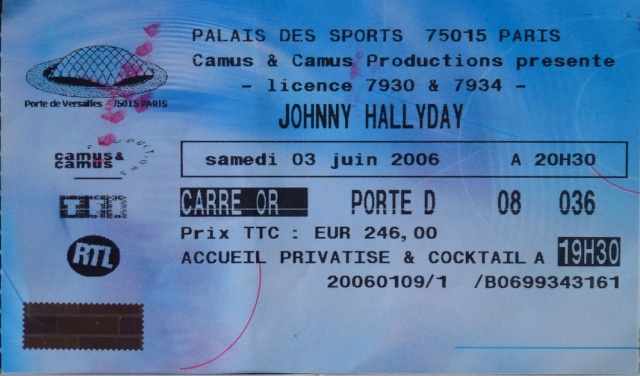 PALAIS DES SPORTS 75015 PARIS
Camus & Camus Productions presente
- licence 7930 & 7934 -
JOHNNY HALLYDAY
Porte de Versailles 75015 PARIS
camus &
camus
samedi 03 juin 2006 A 20H30
CARRE OR PORTE D 08 036
Prix TTC : EUR 246,00
RTL
ACCUEIL PRIVATISE & COCKTAIL A 19H30
20060109/1 /B0699343161